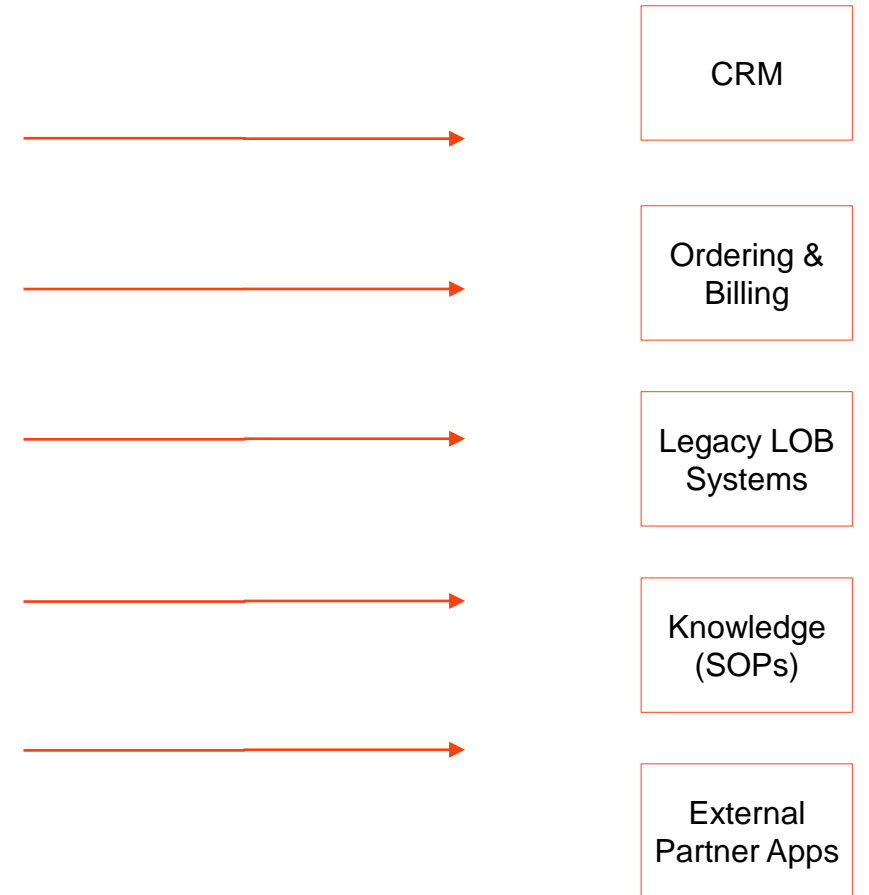 CRM
Ordering &
Billing
Legacy LOB
Systems
Knowledge
(SOPs)
External
Partner Apps